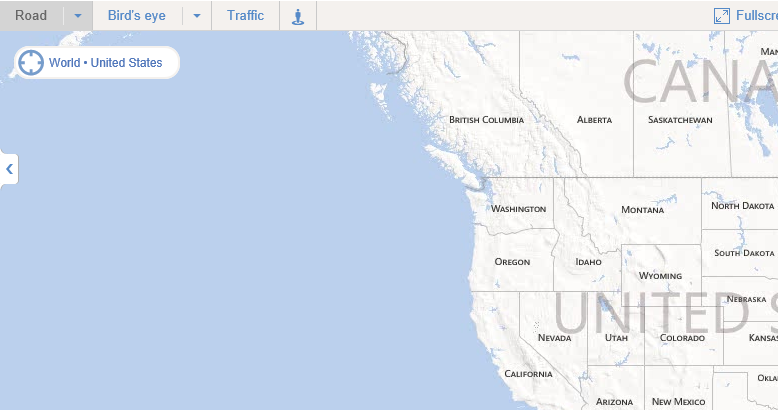 Road
Bird's eye
Traffic
Fullscre
World • United States
MAN
CANA
BRITISH COLUMBIA
ALBERTA
SASKATCHEWAN
WASHINGTON
MONTANA
NORTH DAKOTA
OREGON
IDAHO
SOUTH DAKOTA
WYOMING
NEBRASKA
UNITED S
NEVADA
UTAH
COLORADO
KANSAS
CALIFORNIA
OKLA
ARIZONA
NEW MEXICO